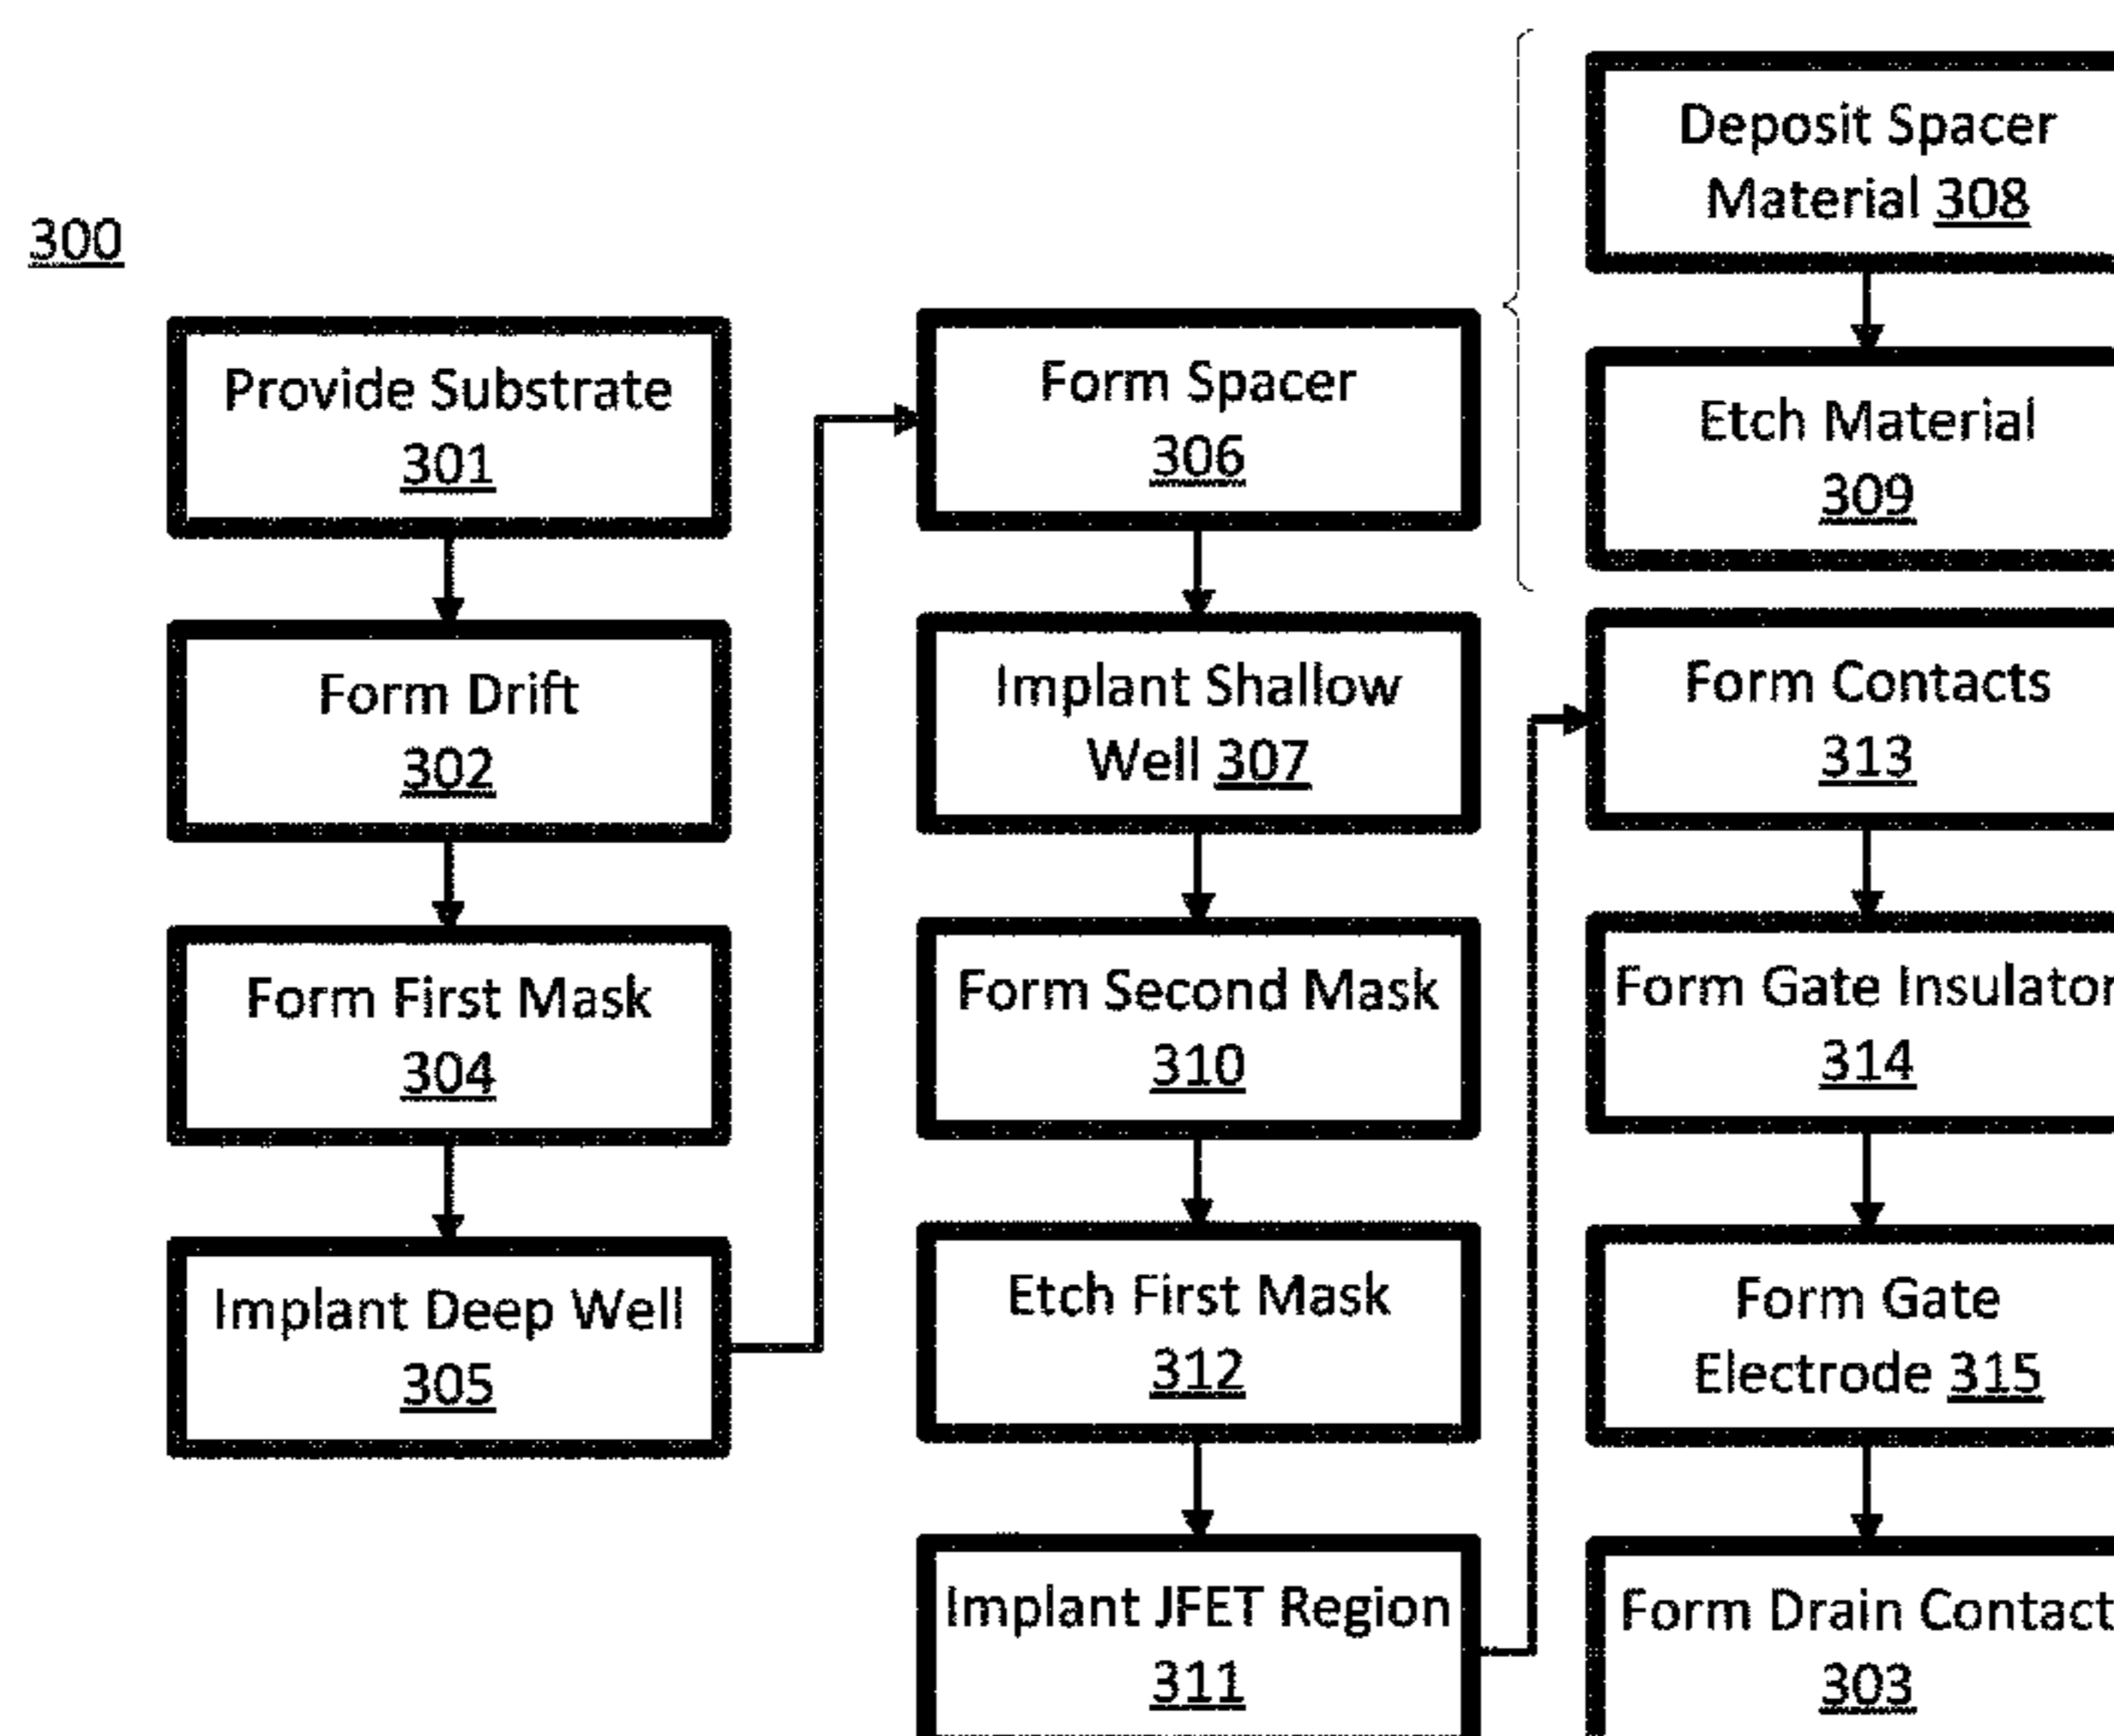 300
Provide Substrate
301
Form Drift
302
Form First Mask
304
Implant Deep Well
305
Form Spacer
306
Implant Shallow
Well 307
Form Second Mask
310
Etch First Mask
312
Implant JFET Region
311
Deposit Spacer
Material 308
Etch Material
309
Form Contacts
313
Form Gate Insulator
314
Form Gate
Electrode 315
Form Drain Contact
303